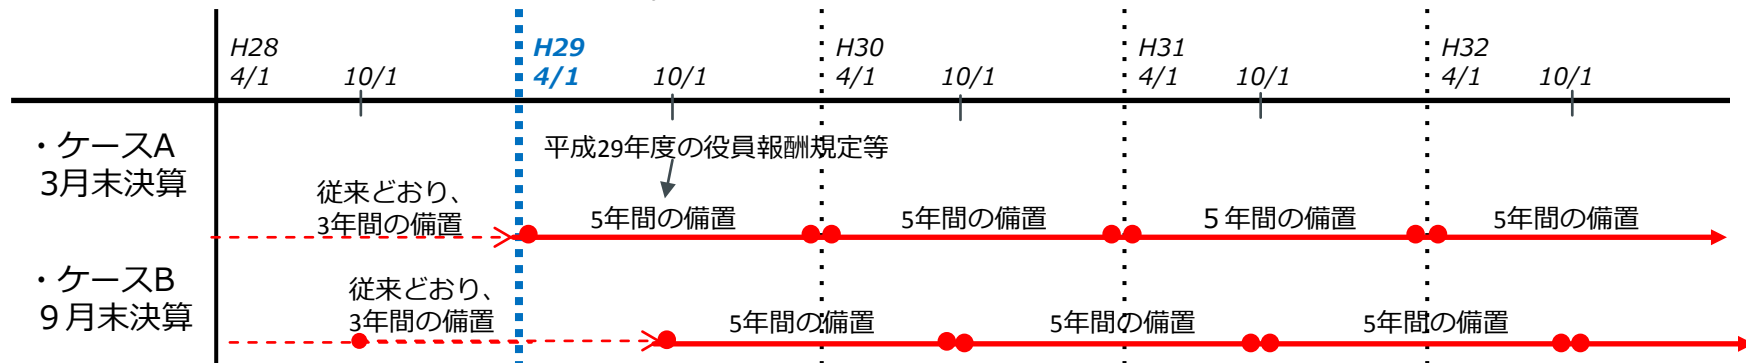 H28 H29 H30 H31 H32
4/1 10/1 4/1 10/1 4/1 10/1 4/1 10/1 4/1 10/1
・ケースA
3月末決算
平成29年度の役員報酬規定等
従来どおり、
3年間の備置
5年間の備置 5年間の備置 5年間の備置 5年間の備置
・ケースB
9月末決算
従来どおり、
3年間の備置
5年間の備置 5年間の備置 5年間の備置